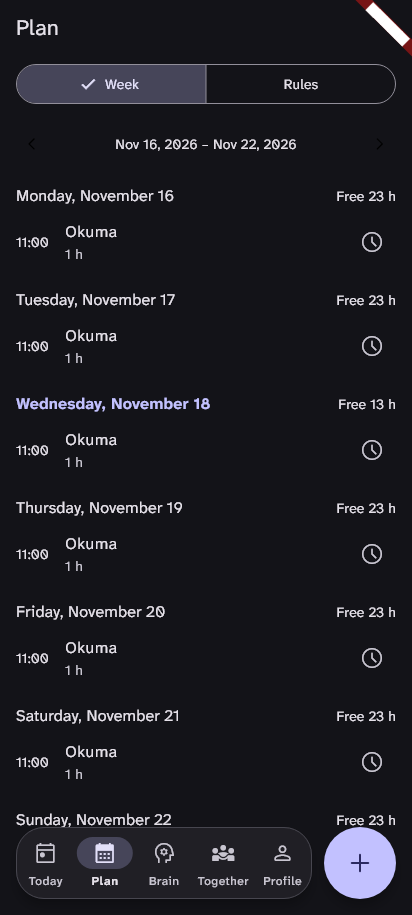 Plan
Week
Rules
Nov 16, 2026 – Nov 22, 2026
Monday, November 16
Free 23 h
11:00
Okuma
1 h
Tuesday, November 17
Free 23 h
11:00
Okuma
1 h
Wednesday, November 18
Free 13 h
11:00
Okuma
1 h
Thursday, November 19
Free 23 h
11:00
Okuma
1 h
Friday, November 20
Free 23 h
11:00
Okuma
1 h
Saturday, November 21
Free 23 h
11:00
Okuma
1 h
Sunday, November 22
Free 23 h
Today
Plan
Brain
Together
Profile